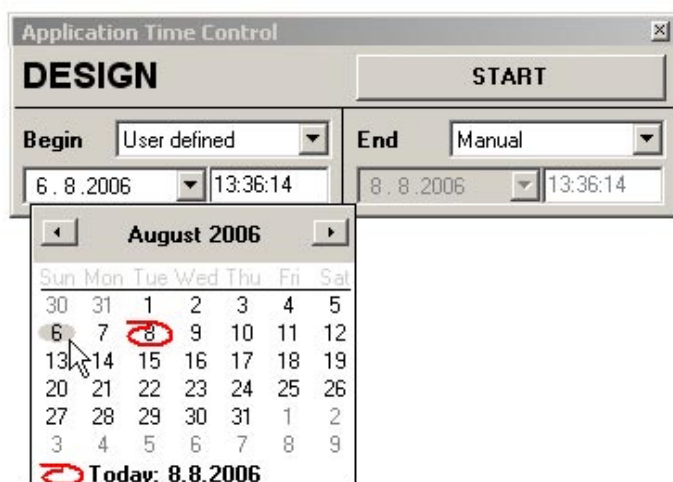 Application Time Control
DESIGN
START
Begin User defined
End Manual
6 . 8 .2006 13:36:14
8 . 8 .2006 13:36:14
August 2006
Sun Mon Tue Wed Thu Fri Sat
30 31 1 2 3 4 5
6 7 8 9 10 11 12
13 14 15 16 17 18 19
20 21 22 23 24 25 26
27 28 29 30 31 1 2
3 4 5 6 7 8 9
Today: 8.8.2006